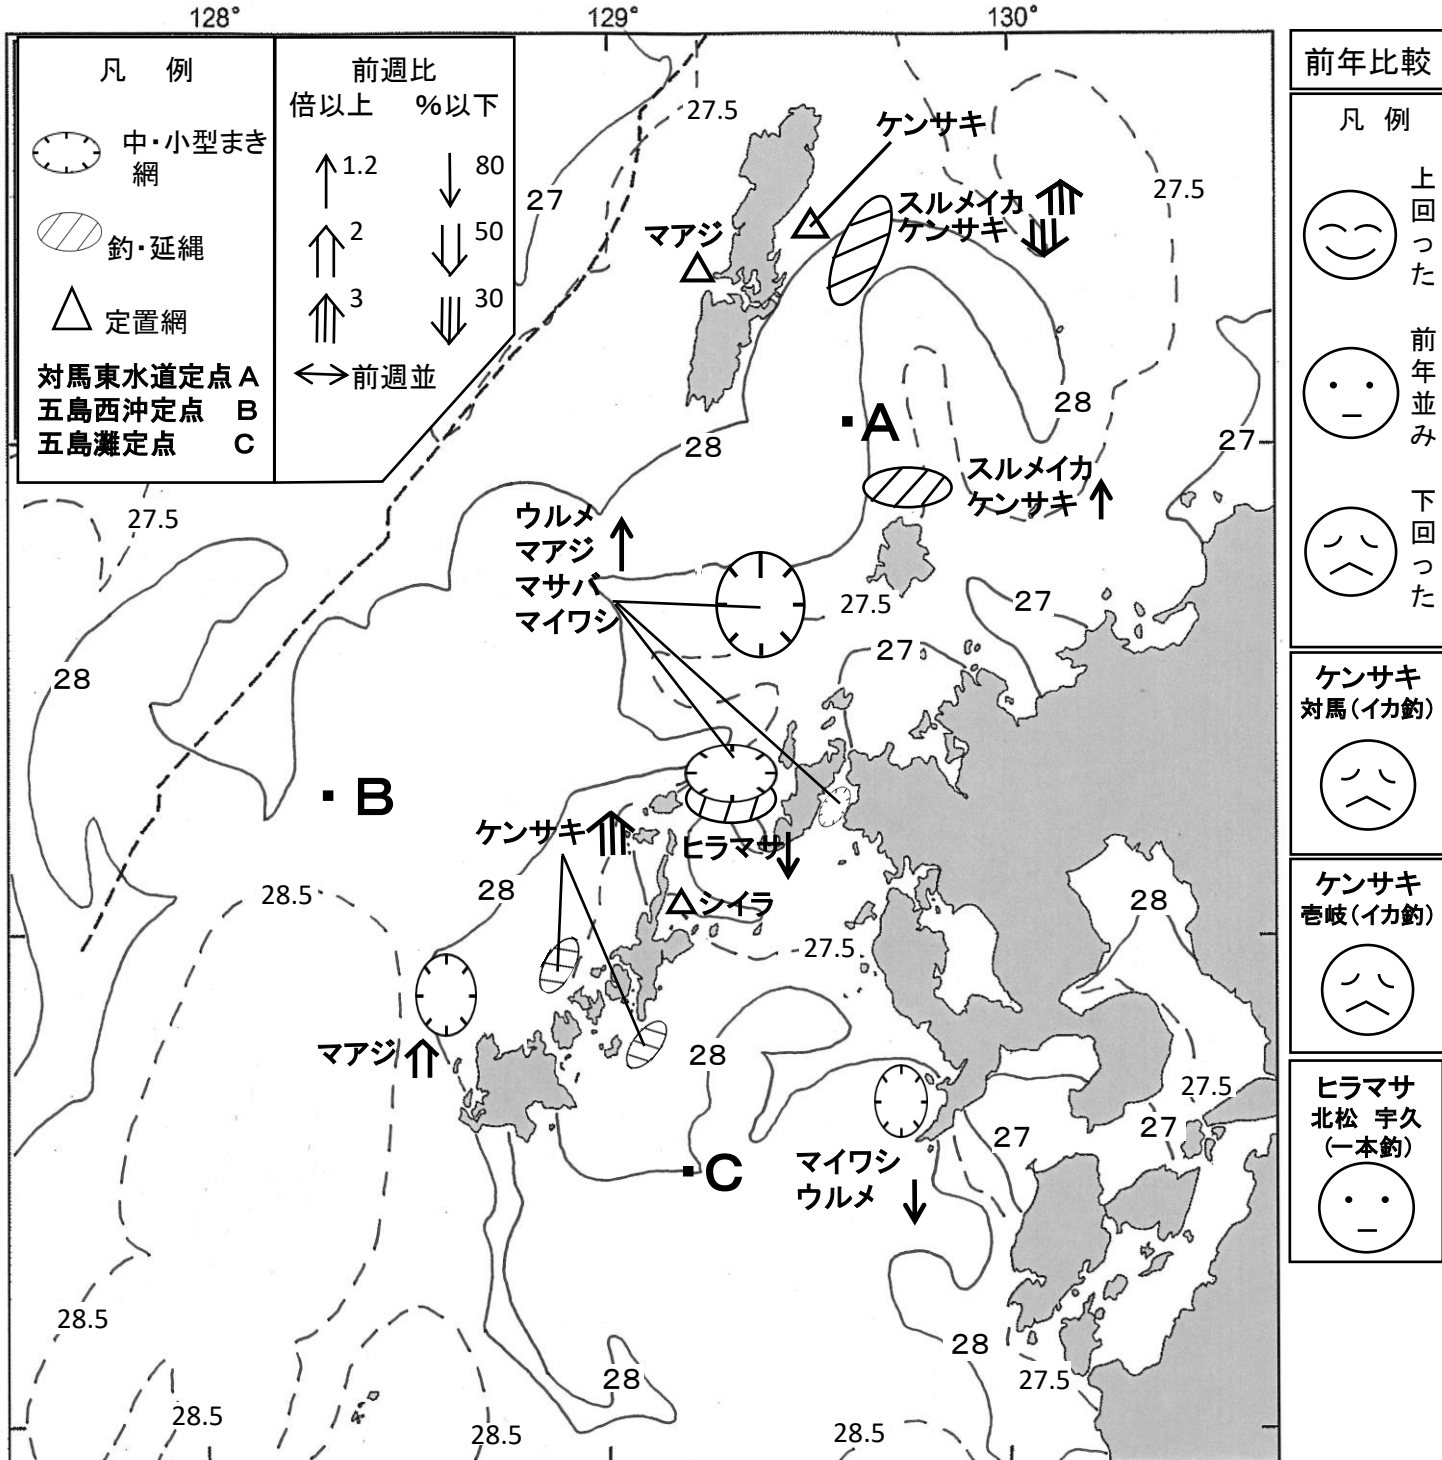 128°
129°
130°
凡 例
中・小型まき
網
釣・延縄
定置網
対馬東水道定点 A
五島西沖定点 B
五島灘定点 C
前週比
倍以上 %以下
1.2 80
2 50
3 30
前週並
前年比較
凡 例
上回った
前年並み
下回った
ケンサキ
対馬(イカ釣)
ケンサキ
壱岐(イカ釣)
ヒラマサ
北松 宇久
(一本釣)
27.5
ケンサキ
27
27.5
スルメイカ
ケンサキ
マアジ
28
A
28
27
スルメイカ
ケンサキ
27.5
ウルメ
マアジ
マサバ
マイワシ
27.5
27
27
28
B
ケンサキ
ヒラマサ
28
28.5
シイラ
28
27.5
マアジ
28
27.5
27
27
マイワシ
ウルメ
C
28.5
28
28
27.5
28.5
28.5
28.5